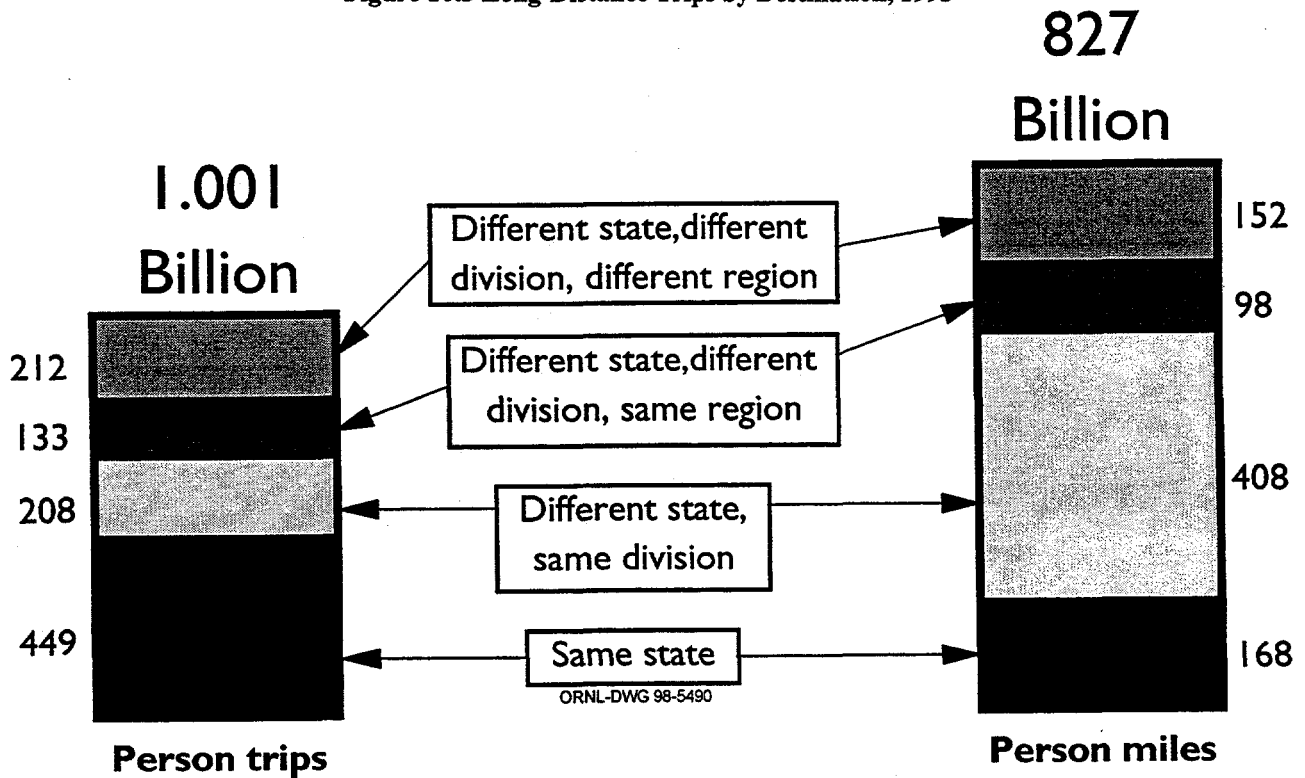 827
Billion
1.001
Billion
Different state,different
division, different region
152
98
212
Different state,different
division, same region
133
408
208
Different state,
same division
449
Same state
168
ORNL-DWG 98-5490
Person trips
Person miles